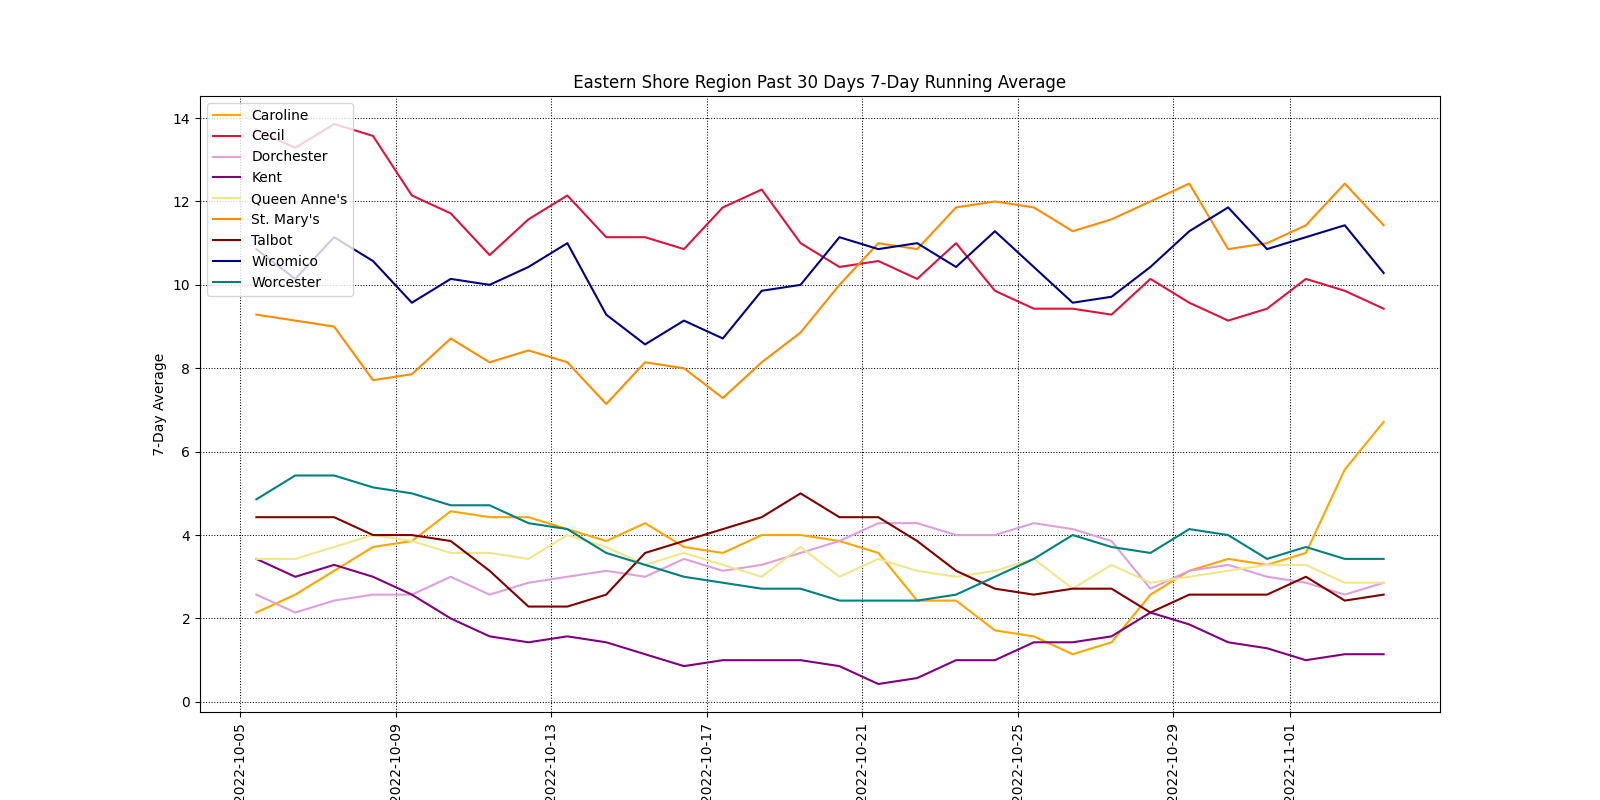 Eastern Shore Region Past 30 Days 7-Day Running Average
Caroline
Cecil
Dorchester
Kent
Queen Anne's
St. Mary's
Talbot
Wicomico
Worcester
7-Day Average
14
12
10
8
6
4
2
0
2022-10-05
2022-10-09
2022-10-13
2022-10-17
2022-10-21
2022-10-25
2022-10-29
2022-11-01